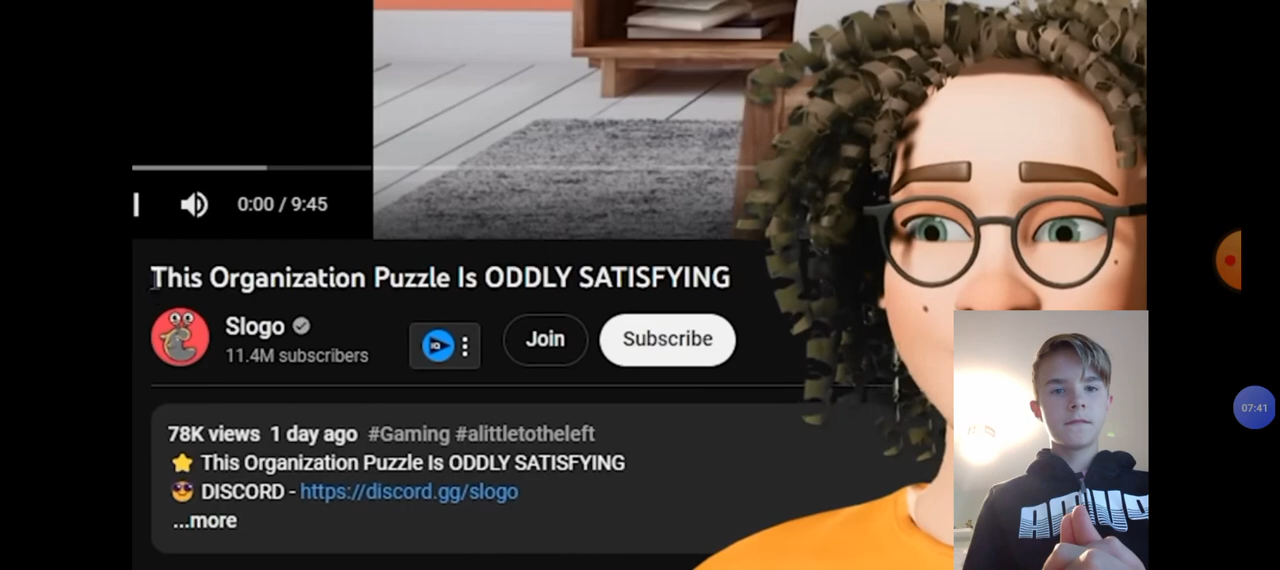 0:00 / 9:45
This Organization Puzzle Is ODDLY SATISFYING
Slogo
11.4M subscribers
Join
Subscribe
78K views 1 day ago #Gaming #alittletotheleft
⭐ This Organization Puzzle Is ODDLY SATISFYING
😎 DISCORD - https://discord.gg/slogo
...more
07:41